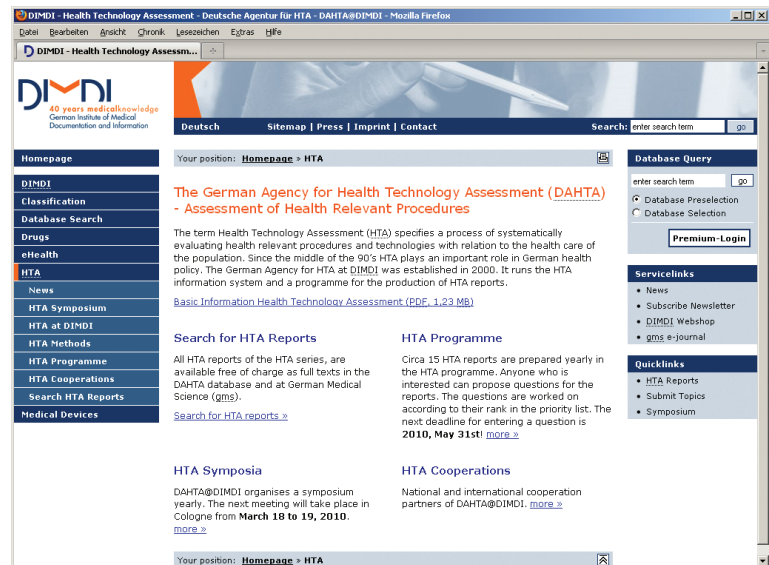 DIMDI - Health Technology Assessment - Deutsche Agentur für HTA - DAHTA@DIMDI - Mozilla Firefox
Datei Bearbeiten Ansicht Chronik Lesezeichen Extras Hilfe
DIMDI - Health Technology Assessm...
DIMDI
40 years medicalknowledge
German Institute of Medical
Documentation and Information
Deutsch Sitemap | Press | Imprint | Contact Search: enter search term go
Homepage
DIMDI
Classification
Database Search
Drugs
eHealth
HTA
News
HTA Symposium
HTA at DIMDI
HTA Methods
HTA Programme
HTA Cooperations
Search HTA Reports
Medical Devices
Your position: Homepage » HTA
The German Agency for Health Technology Assessment (DAHTA)
- Assessment of Health Relevant Procedures
The term Health Technology Assessment (HTA) specifies a process of systematically
evaluating health relevant procedures and technologies with relation to the health care of
the population. Since the middle of the 90's HTA plays an important role in German health
policy. The German Agency for HTA at DIMDI was established in 2000. It runs the HTA
information system and a programme for the production of HTA reports.
Basic Information Health Technology Assessment (PDF, 1,23 MB)
Search for HTA Reports
All HTA reports of the HTA series, are
available free of charge as full texts in the
DAHTA database and at German Medical
Science (gms).
Search for HTA reports »
HTA Programme
Circa 15 HTA reports are prepared yearly in
the HTA programme. Anyone who is
interested can propose questions for the
reports. The questions are worked on
according to their rank in the priority list. The
next deadline for entering a question is
2010, May 31st! more »
HTA Symposia
DAHTA@DIMDI organises a symposium
yearly. The next meeting will take place in
Cologne from March 18 to 19, 2010.
more »
HTA Cooperations
National and international cooperation
partners of DAHTA@DIMDI. more »
Your position: Homepage » HTA
Database Query
enter search term go
Database Preselection
Database Selection
Premium-Login
Servicelinks
• News
• Subscribe Newsletter
• DIMDI Webshop
• gms e-journal
Quicklinks
• HTA Reports
• Submit Topics
• Symposium